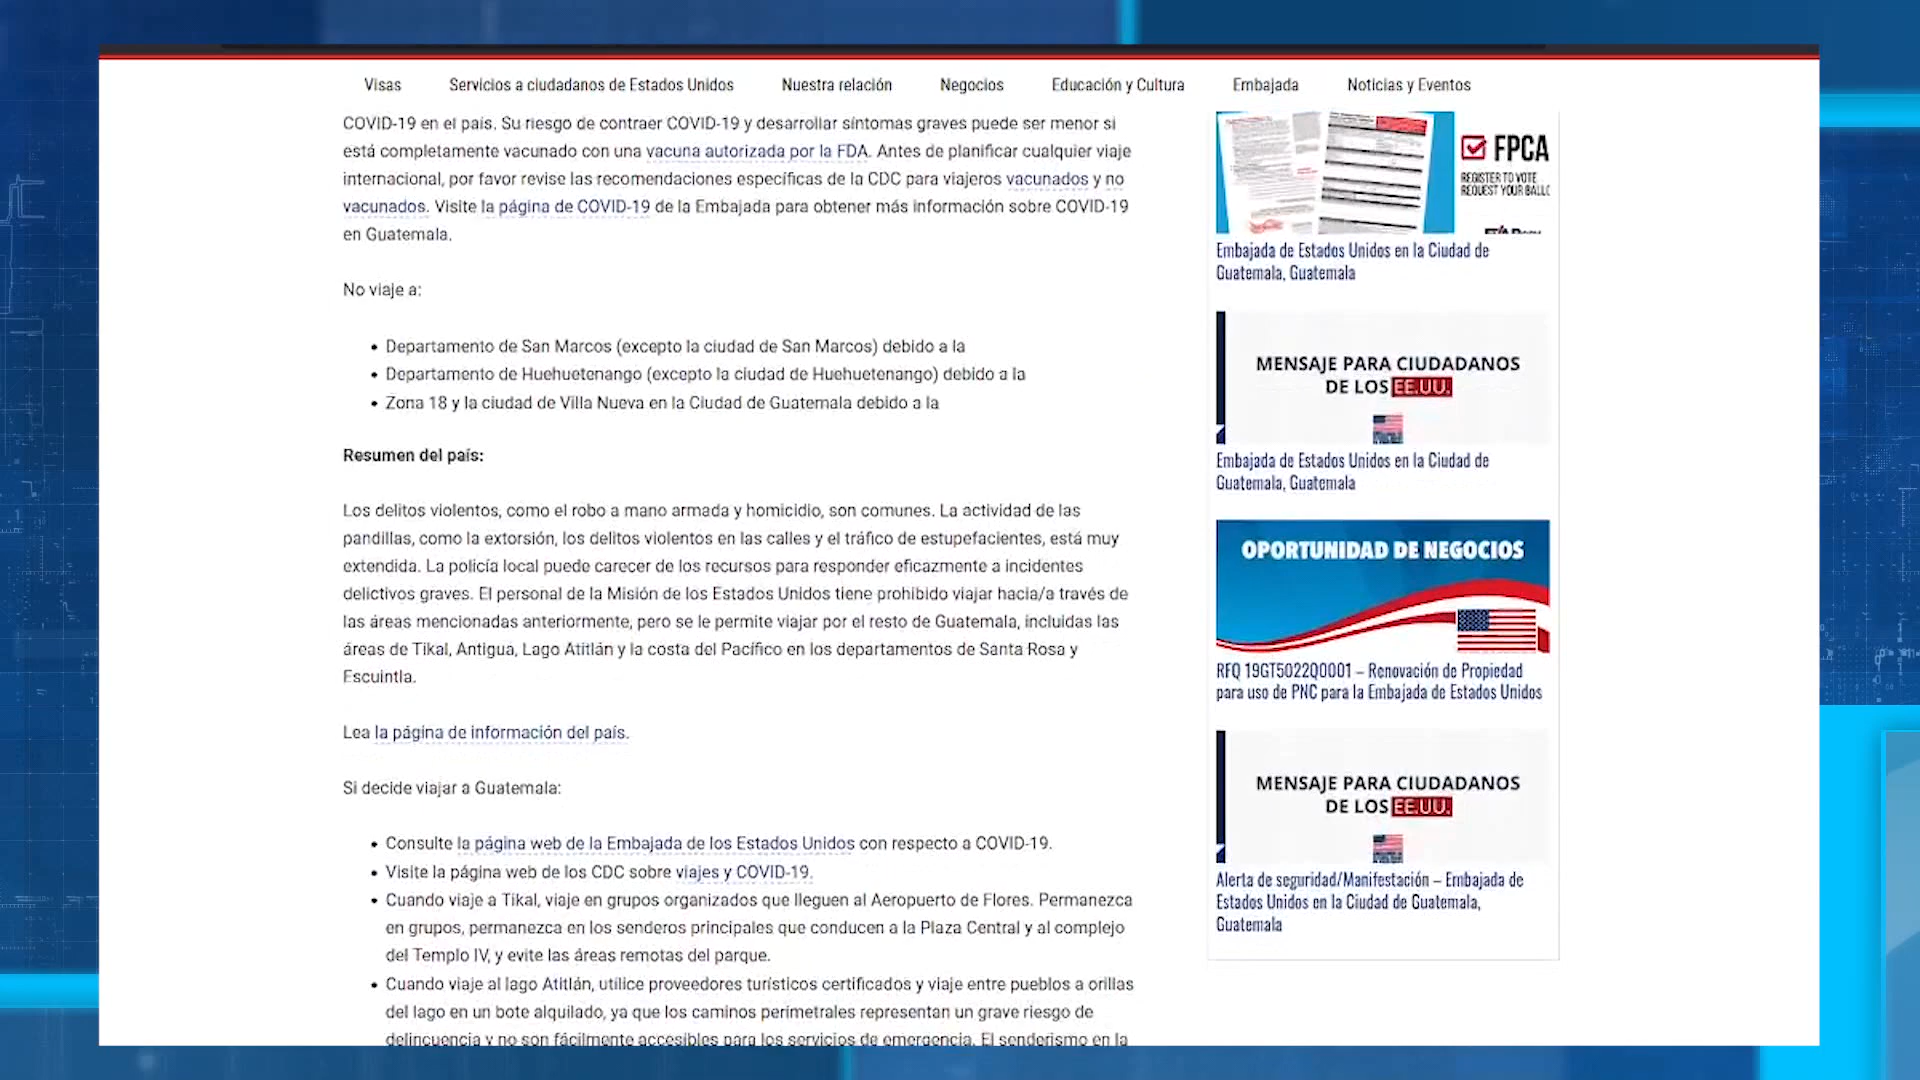 Visas Servicios a ciudadanos de Estados Unidos Nuestra relación Negocios Educación y Cultura Embajada Noticias y Eventos
COVID-19 en el país. Su riesgo de contraer COVID-19 y desarrollar síntomas graves puede ser menor si
está completamente vacunado con una vacuna autorizada por la FDA. Antes de planificar cualquier viaje
internacional, por favor revise las recomendaciones específicas de la CDC para viajeros vacunados y no
vacunados. Visite la página de COVID-19 de la Embajada para obtener más información sobre COVID-19
en Guatemala.
No viaje a:
• Departamento de San Marcos (excepto la ciudad de San Marcos) debido a la
• Departamento de Huehuetenango (excepto la ciudad de Huehuetenango) debido a la
• Zona 18 y la ciudad de Villa Nueva en la Ciudad de Guatemala debido a la
Resumen del país:
Los delitos violentos, como el robo a mano armada y homicidio, son comunes. La actividad de las
pandillas, como la extorsión, los delitos violentos en las calles y el tráfico de estupefacientes, está muy
extendida. La policía local puede carecer de los recursos para responder eficazmente a incidentes
delictivos graves. El personal de la Misión de los Estados Unidos tiene prohibido viajar hacia/a través de
las áreas mencionadas anteriormente, pero se le permite viajar por el resto de Guatemala, incluidas las
áreas de Tikal, Antigua, Lago Atitlán y la costa del Pacífico en los departamentos de Santa Rosa y
Escuintla.
Lea la página de información del país.
Si decide viajar a Guatemala:
• Consulte la página web de la Embajada de los Estados Unidos con respecto a COVID-19.
• Visite la página web de los CDC sobre viajes y COVID-19.
• Cuando viaje a Tikal, viaje en grupos organizados que lleguen al Aeropuerto de Flores. Permanezca
en grupos, permanezca en los senderos principales que conducen a la Plaza Central y al complejo
del Templo IV, y evite las áreas remotas del parque.
• Cuando viaje al lago Atitlán, utilice proveedores turísticos certificados y viaje entre pueblos a orillas
del lago en un bote alquilado, ya que los caminos perimetrales representan un grave riesgo de
delincuencia y no son fácilmente accesibles para los servicios de emergencia. El senderismo en la
FPCA
REGISTER TO VOTE
REQUEST YOUR BALLO
Embajada de Estados Unidos en la Ciudad de
Guatemala, Guatemala
MENSAJE PARA CIUDADANOS
DE LOS EE.UU.
Embajada de Estados Unidos en la Ciudad de
Guatemala, Guatemala
OPORTUNIDAD DE NEGOCIOS
RFQ 19GT5022Q0001 – Renovación de Propiedad
para uso de PNC para la Embajada de Estados Unidos
MENSAJE PARA CIUDADANOS
DE LOS EE.UU.
Alerta de seguridad/Manifestación – Embajada de
Estados Unidos en la Ciudad de Guatemala,
Guatemala